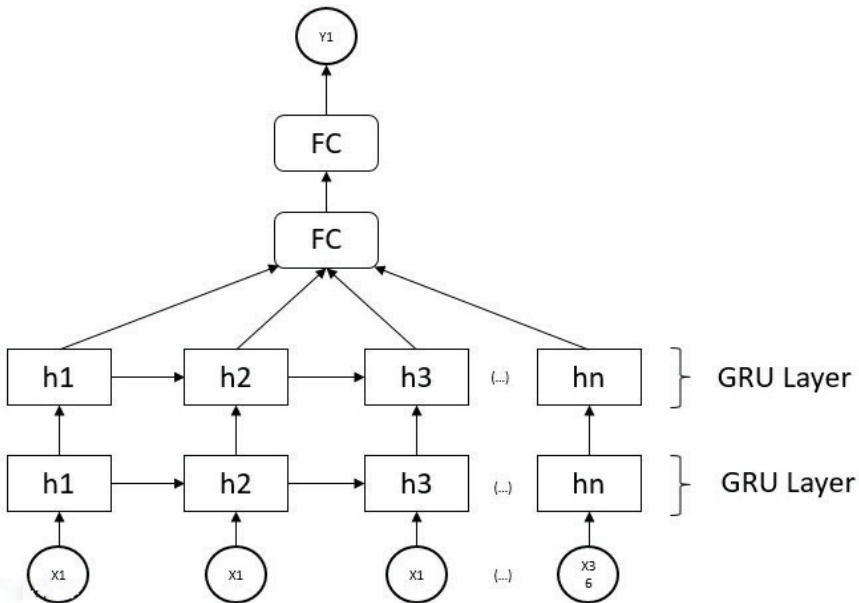 Y1
FC
FC
h1 h2 h3 (...) hn GRU Layer
h1 h2 h3 (...) hn GRU Layer
X1 X1 X1 (...) X3
6